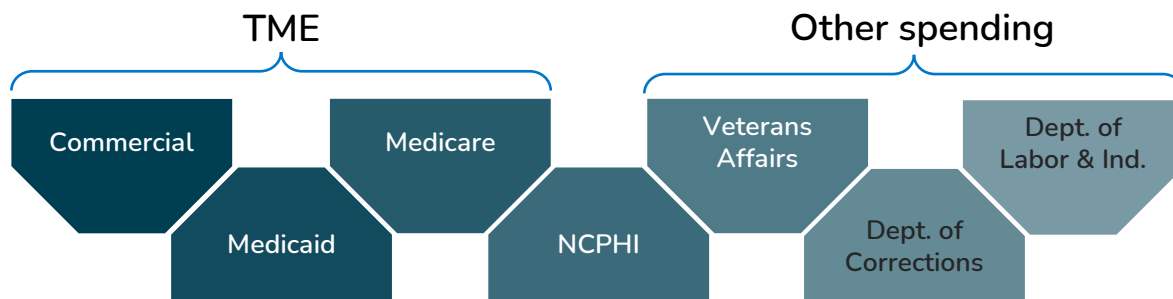 TME
Other spending
Commercial
Medicaid
Medicare
NCPHI
Veterans
Affairs
Dept. of
Corrections
Dept. of
Labor & Ind.